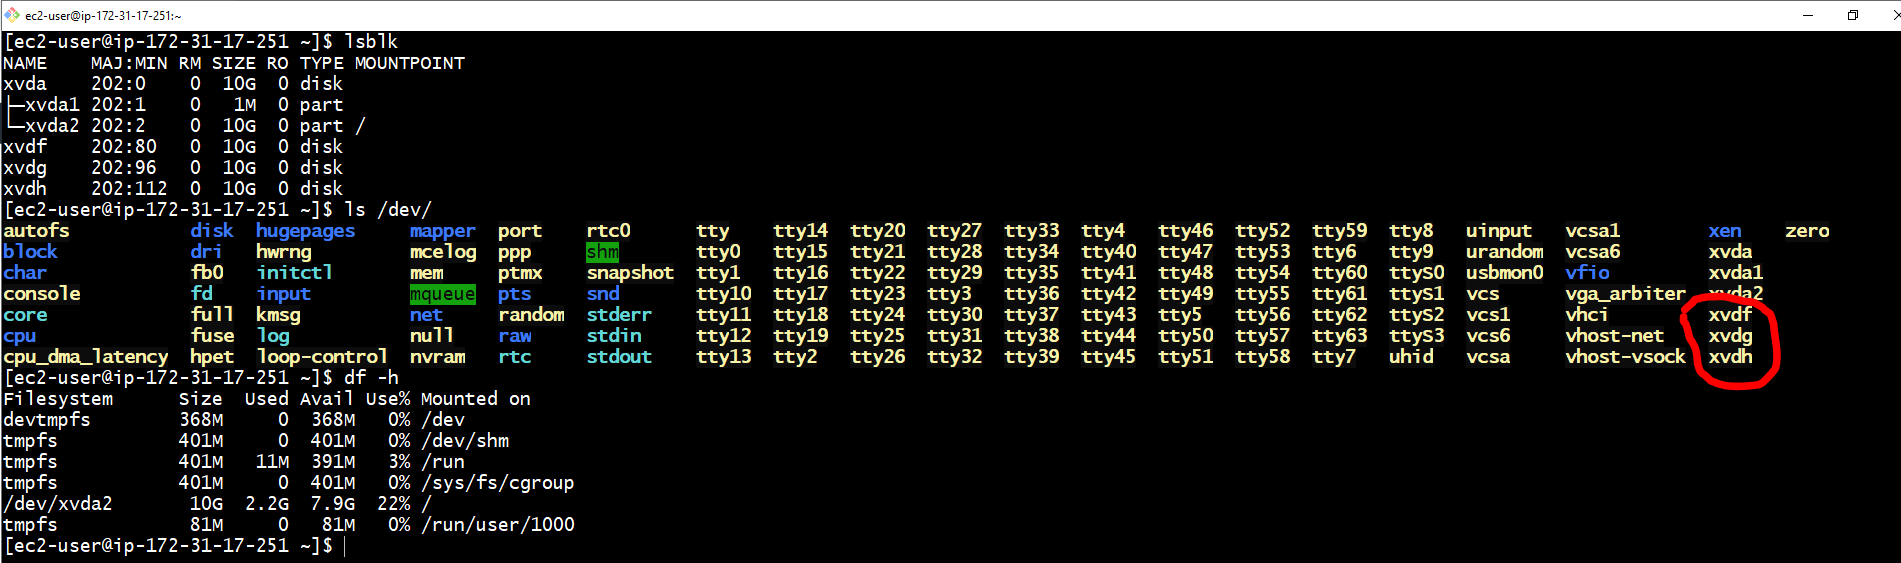 ec2-user@ip-172-31-17-251:~
[ec2-user@ip-172-31-17-251 ~]$ lsblk
NAME    MAJ:MIN RM SIZE RO TYPE MOUNTPOINT
xvda    202:0    0  10G  0 disk
├─xvda1 202:1    0   1M  0 part
└─xvda2 202:2    0  10G  0 part /
xvdf    202:80   0  10G  0 disk
xvdg    202:96   0  10G  0 disk
xvdh    202:112  0  10G  0 disk
[ec2-user@ip-172-31-17-251 ~]$ ls /dev/
autofs           disk  hugepages     mapper  port    rtc0      tty    tty14  tty20  tty27  tty33  tty4   tty46  tty52  tty59  tty8   uinput   vcsa1        xen    zero
block            dri   hwrng         mcelog  ppp     shm       tty0   tty15  tty21  tty28  tty34  tty40  tty47  tty53  tty6   tty9   urandom  vcsa6        xvda
char             fb0   initctl       mem     ptmx    snapshot  tty1   tty16  tty22  tty29  tty35  tty41  tty48  tty54  tty60  ttyS0  usbmon0  vfio         xvda1
console          fd    input         mqueue  pts     snd       tty10  tty17  tty23  tty3   tty36  tty42  tty49  tty55  tty61  ttyS1  vcs      vga_arbiter  xvda2
core             full  kmsg          net     random  stderr    tty11  tty18  tty24  tty30  tty37  tty43  tty5   tty56  tty62  ttyS2  vcs1     vhci         xvdf
cpu              fuse  log           null    raw     stdin     tty12  tty19  tty25  tty31  tty38  tty44  tty50  tty57  tty63  ttyS3  vcs6     vhost-net    xvdg
cpu_dma_latency  hpet  loop-control  nvram   rtc     stdout    tty13  tty2   tty26  tty32  tty39  tty45  tty51  tty58  tty7   uhid   vcsa     vhost-vsock  xvdh
[ec2-user@ip-172-31-17-251 ~]$ df -h
Filesystem      Size  Used Avail Use% Mounted on
devtmpfs        368M     0  368M   0% /dev
tmpfs           401M     0  401M   0% /dev/shm
tmpfs           401M   11M  391M   3% /run
tmpfs           401M     0  401M   0% /sys/fs/cgroup
/dev/xvda2       10G  2.2G  7.9G  22% /
tmpfs            81M     0   81M   0% /run/user/1000
[ec2-user@ip-172-31-17-251 ~]$